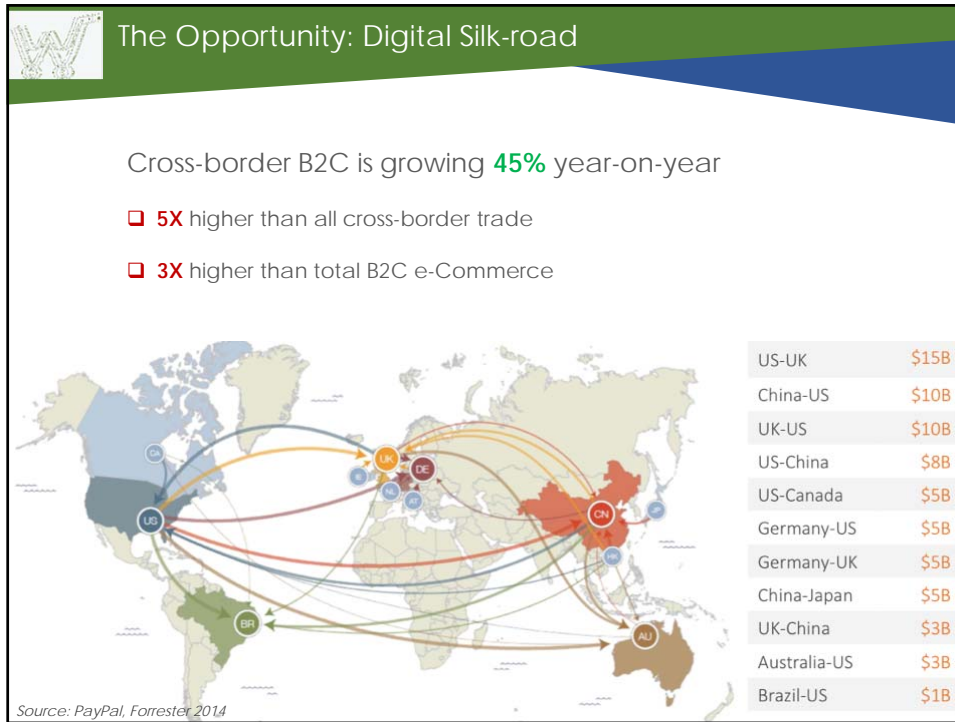 The Opportunity: Digital Silk-road
Cross-border B2C is growing 45% year-on-year
5X higher than all cross-border trade
3X higher than total B2C e-Commerce
CA
US
BR
UK
IE
NL
DE
AT
CN
JP
HK
AU
US-UK $15B
China-US $10B
UK-US $10B
US-China $8B
US-Canada $5B
Germany-US $5B
Germany-UK $5B
China-Japan $5B
UK-China $3B
Australia-US $3B
Brazil-US $1B
Source: PayPal, Forrester 2014